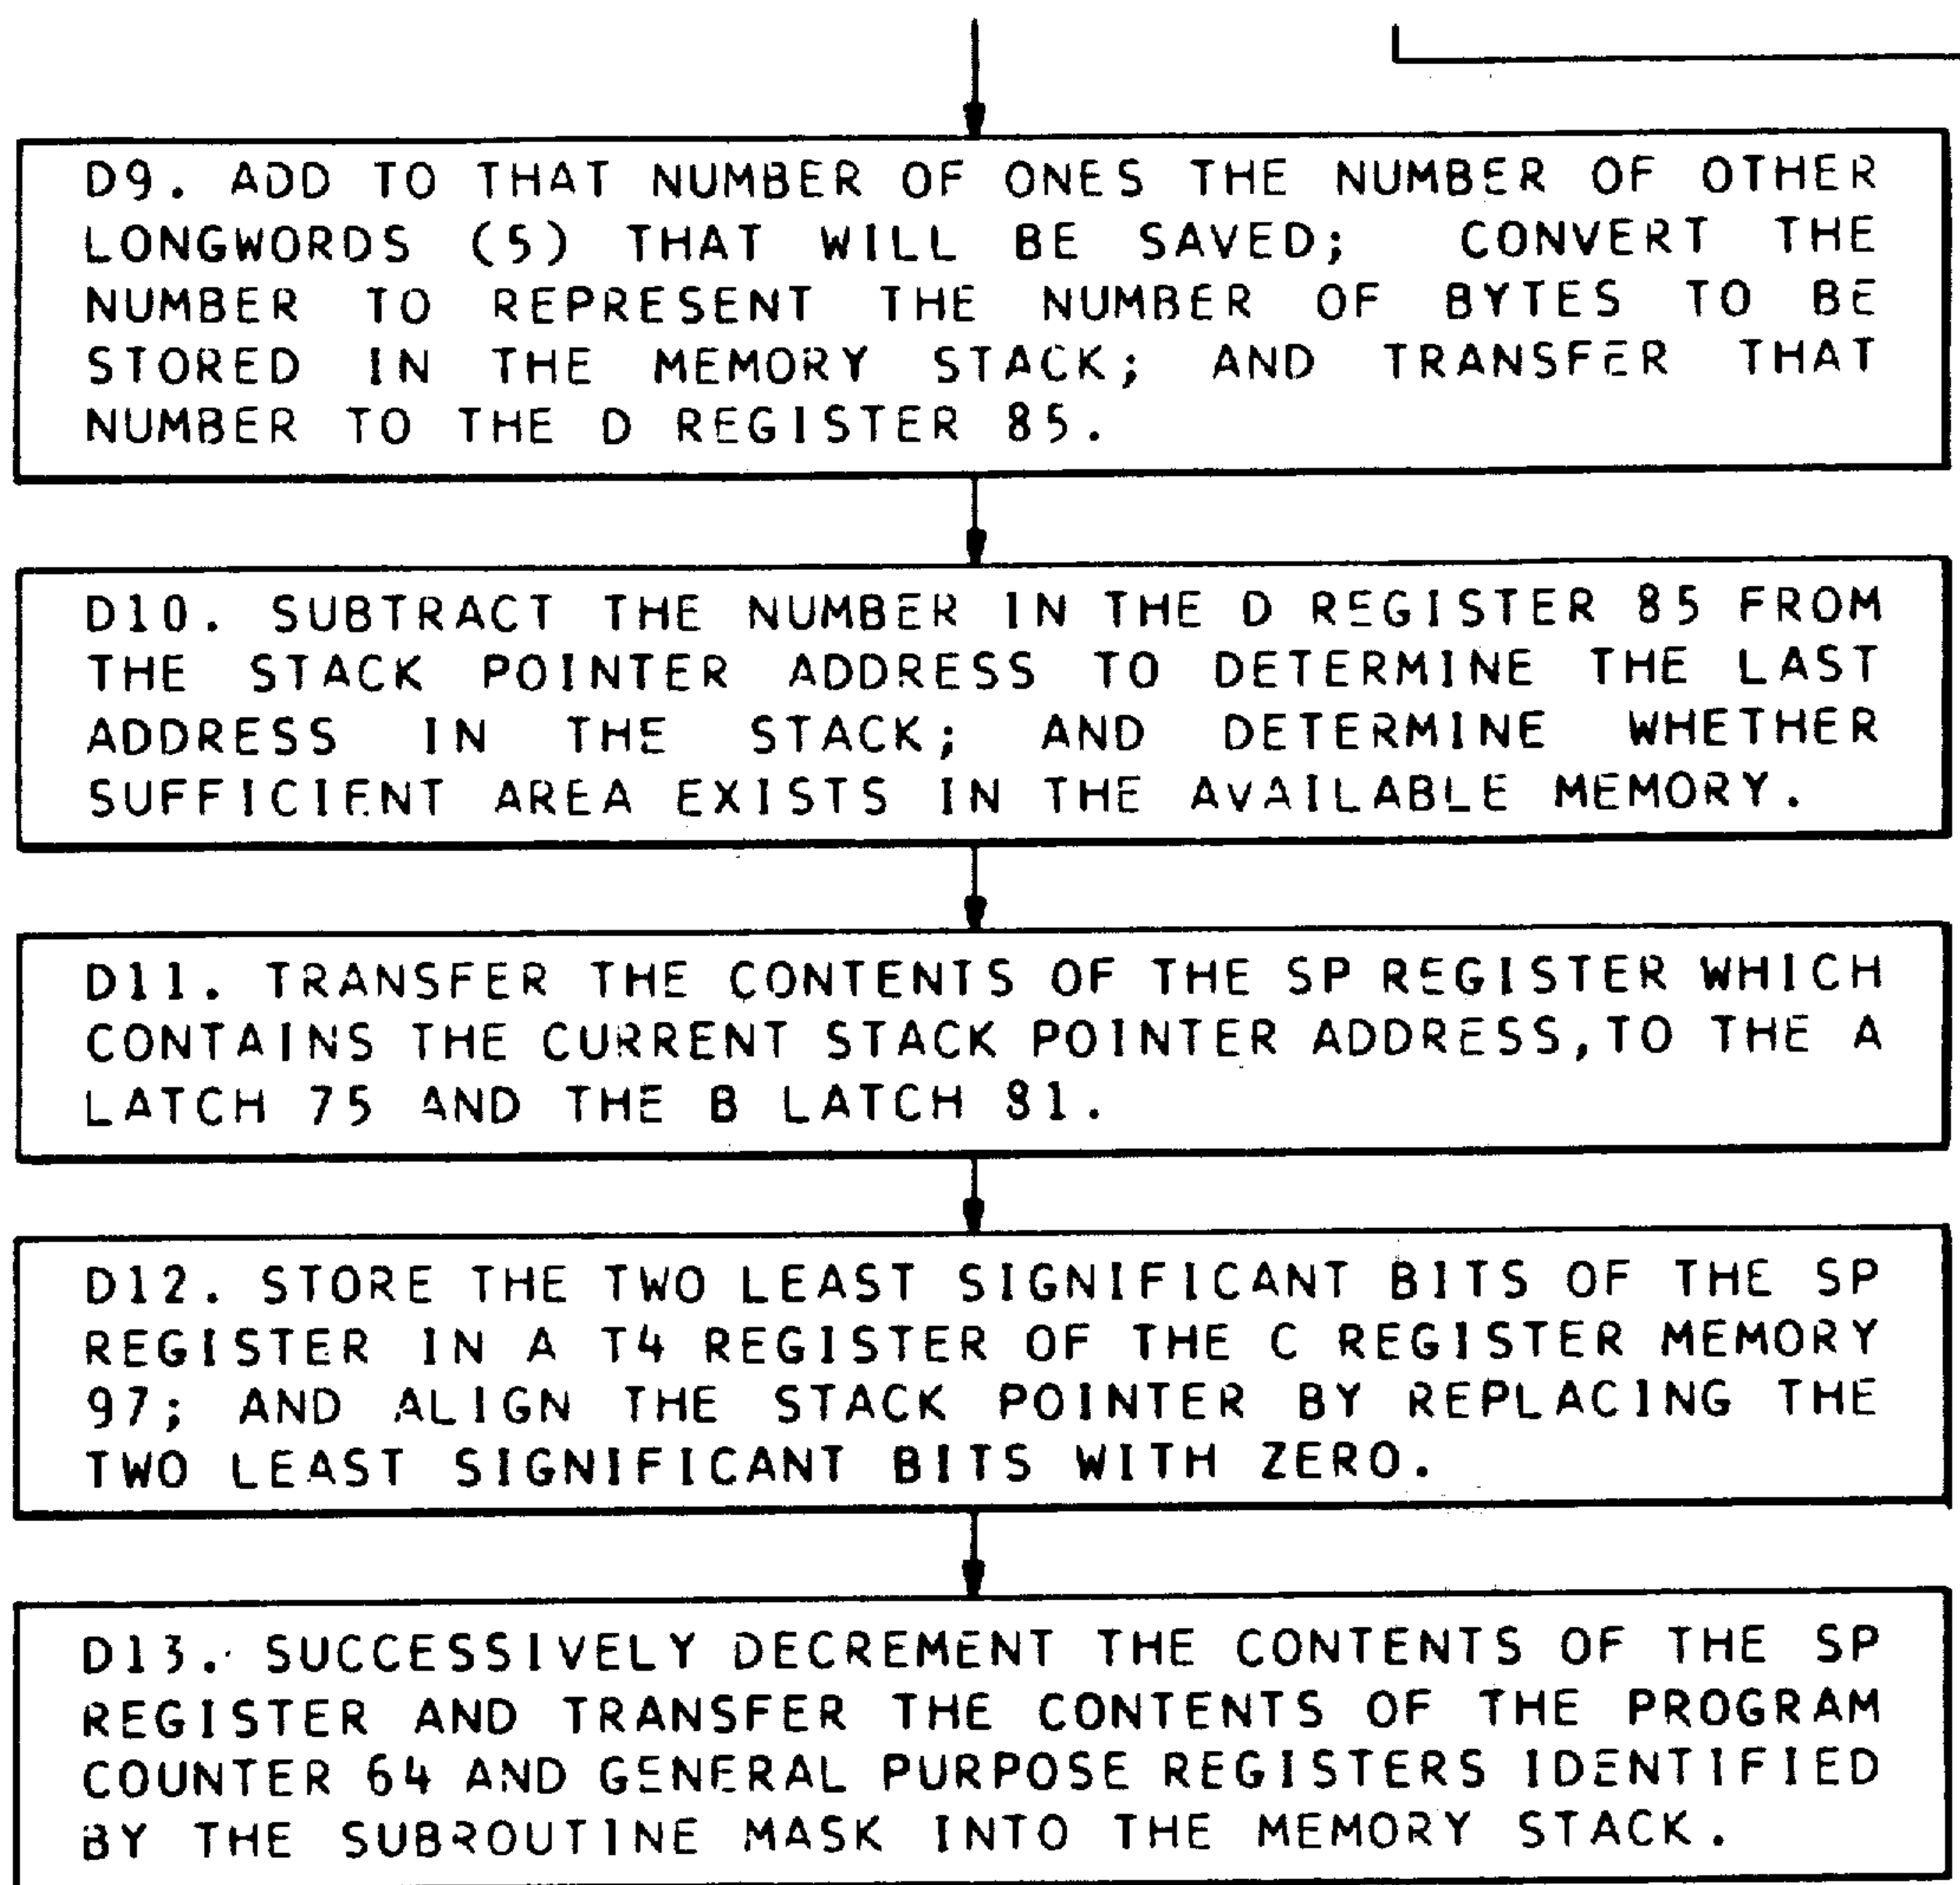 D9. ADD TO THAT NUMBER OF ONES THE NUMBER OF OTHER
LONGWORDS (5) THAT WILL BE SAVED; CONVERT THE
NUMBER TO REPRESENT THE NUMBER OF BYTES TO BE
STORED IN THE MEMORY STACK; AND TRANSFER THAT
NUMBER TO THE D REGISTER 85.
D10. SUBTRACT THE NUMBER IN THE D REGISTER 85 FROM
THE STACK POINTER ADDRESS TO DETERMINE THE LAST
ADDRESS IN THE STACK; AND DETERMINE WHETHER
SUFFICIENT AREA EXISTS IN THE AVAILABLE MEMORY.
D11. TRANSFER THE CONTENTS OF THE SP REGISTER WHICH
CONTAINS THE CURRENT STACK POINTER ADDRESS,TO THE A
LATCH 75 AND THE B LATCH 81.
D12. STORE THE TWO LEAST SIGNIFICANT BITS OF THE SP
REGISTER IN A T4 REGISTER OF THE C REGISTER MEMORY
97; AND ALIGN THE STACK POINTER BY REPLACING THE
TWO LEAST SIGNIFICANT BITS WITH ZERO.
D13. SUCCESSIVELY DECREMENT THE CONTENTS OF THE SP
REGISTER AND TRANSFER THE CONTENTS OF THE PROGRAM
COUNTER 64 AND GENERAL PURPOSE REGISTERS IDENTIFIED
BY THE SUBROUTINE MASK INTO THE MEMORY STACK.